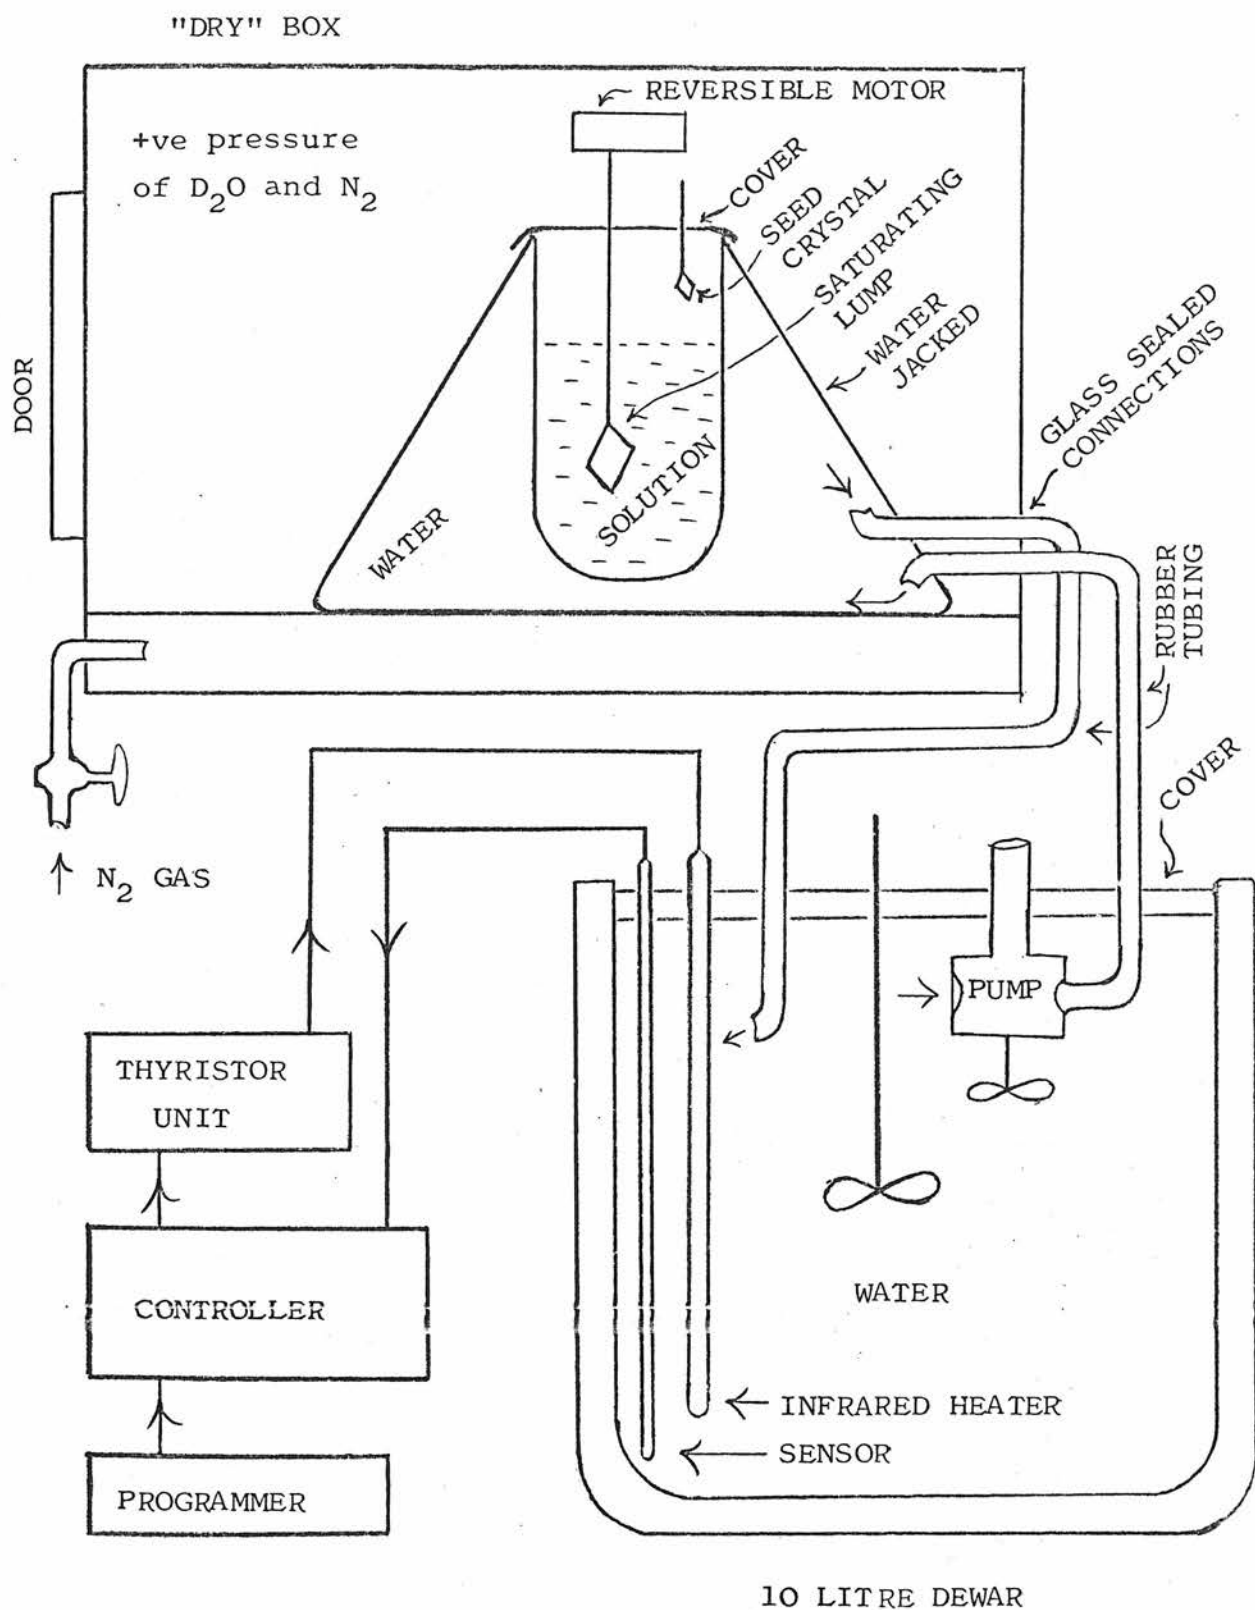 "DRY" BOX
REVERSIBLE MOTOR
+ve pressure
of D₂O and N₂
COVER
SEED
CRYSTAL
SATURATING
LUMP
WATER
JACKED
GLASS SEALED
CONNECTIONS
DOOR
SOLUTION
WATER
RUBBER
TUBING
COVER
N₂ GAS
PUMP
THYRISTOR
UNIT
CONTROLLER
WATER
INFRARED HEATER
SENSOR
PROGRAMMER
10 LITRE DEWAR